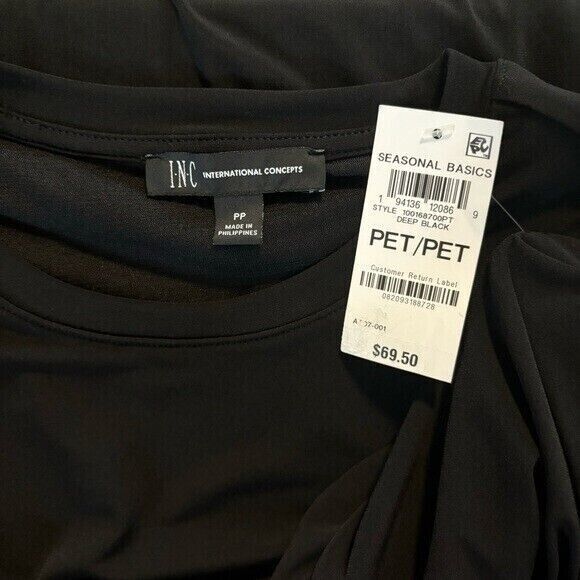 I·N·C INTERNATIONAL CONCEPTS
PP
MADE IN
PHILIPPINES
SEASONAL BASICS
1 94136 12086 9
STYLE 100168700PT
DEEP BLACK
PET/PET
Customer Return Label
082093188728
$69.50